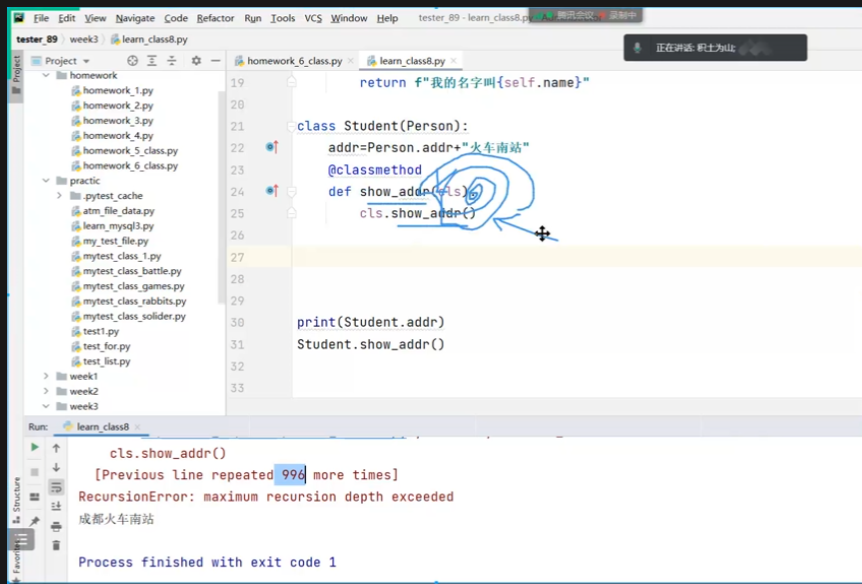 File Edit View Navigate Code Refactor Run Tools VCS Window Help tester_89 - learn_class8.py
腾讯会议 录制中
tester_89 week3 learn_class8.py
正在讲话: 积土为山;
Project
Project
homework_6_class.py learn_class8.py
homework
homework_1.py
homework_2.py
homework_3.py
homework_4.py
homework_5_class.py
homework_6_class.py
practic
.pytest_cache
atm_file_data.py
learn_mysql3.py
my_test_file.py
mytest_class_1.py
mytest_class_battle.py
mytest_class_games.py
mytest_class_rabbits.py
mytest_class_solider.py
test1.py
test_for.py
test_list.py
week1
week2
week3
19 return f"我的名字叫{self.name}"
20
21 class Student(Person):
22 addr=Person.addr+"火车南站"
23 @classmethod
24 def show_addr(cls):
25 cls.show_addr()
26
27
28
29
30 print(Student.addr)
31 Student.show_addr()
32
33
Run: learn_class8
cls.show_addr()
[Previous line repeated 996 more times]
RecursionError: maximum recursion depth exceeded
成都火车南站
Process finished with exit code 1
Structure
Favorites